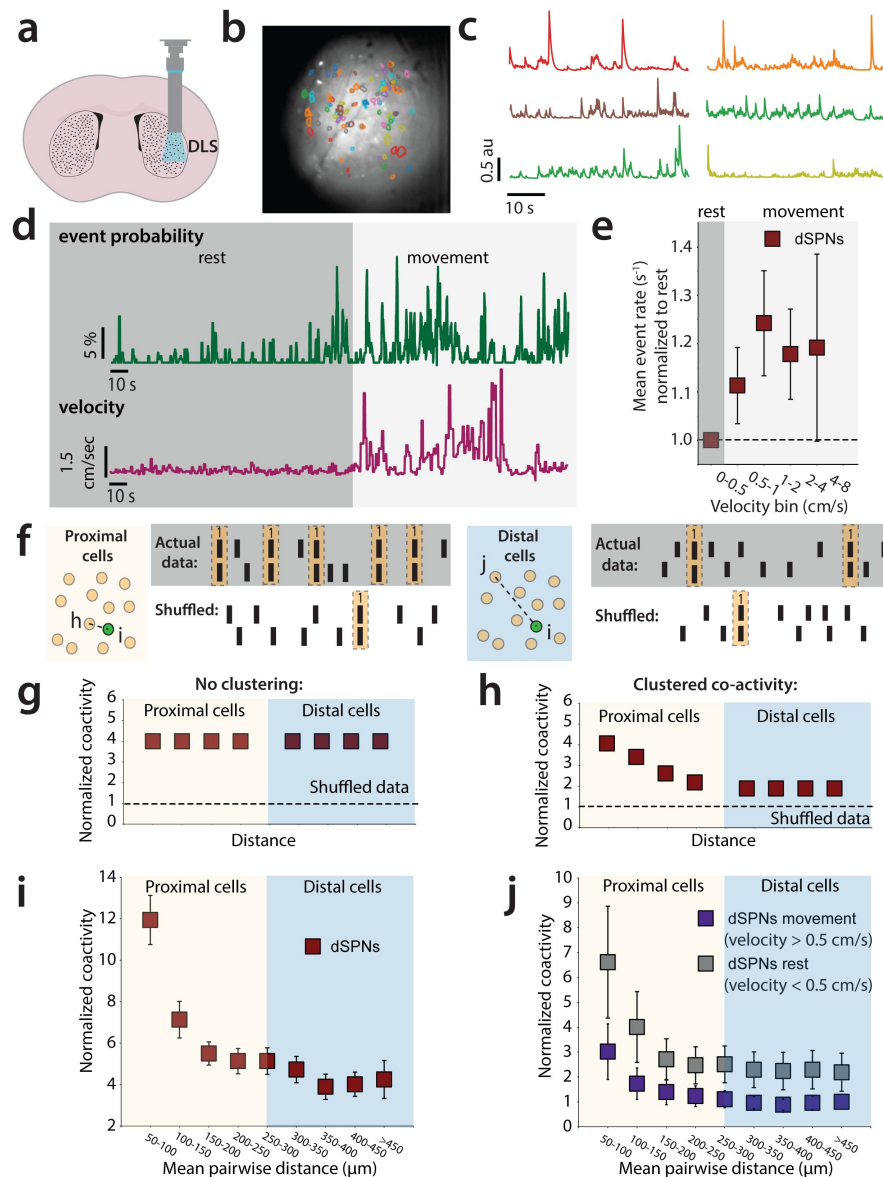 a
DLS
b
c
0.5 au
10 s
d
event probability
rest
movement
5 %
10 s
velocity
1.5
cm/sec
10 s
e
rest
movement
dSPNs
Mean event rate (s⁻¹)
normalized to rest
1.4
1.3
1.2
1.1
1.0
0-0.5
0.5-1
1-2
2-4
4-8
Velocity bin (cm/s)
f
Proximal
cells
h
i
Actual
data:
1 1 1 1 1
Shuffled:
1
Distal
cells
j
i
Actual
data:
1 1
Shuffled:
1
g
No clustering:
Proximal cells
Distal cells
Normalized coactivity
6
5
4
3
2
1
0
Shuffled data
Distance
h
Clustered co-activity:
Proximal cells
Distal cells
Normalized coactivity
6
5
4
3
2
1
0
Shuffled data
Distance
i
Proximal cells
Distal cells
dSPNs
Normalized coactivity
14
12
10
8
6
4
2
50-100
100-150
150-200
200-250
250-300
300-350
350-400
400-450
>450
Mean pairwise distance (μm)
j
Proximal cells
Distal cells
dSPNs movement
(velocity > 0.5 cm/s)
dSPNs rest
(velocity < 0.5 cm/s)
Normalized coactivity
10
9
8
7
6
5
4
3
2
1
0
50-100
100-150
150-200
200-250
250-300
300-350
350-400
400-450
>450
Mean pairwise distance (μm)